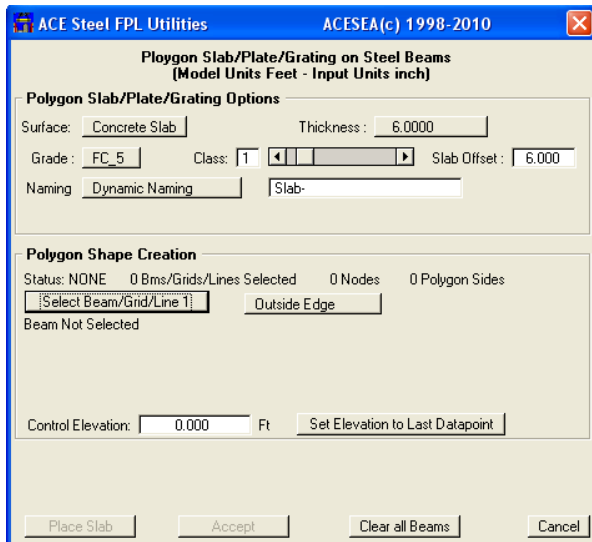 ACE Steel FPL Utilities ACESEA(c) 1998-2010
Ploygon Slab/Plate/Grating on Steel Beams
(Model Units Feet - Input Units inch)
Polygon Slab/Plate/Grating Options
Surface: Concrete Slab Thickness : 6.0000
Grade : FC_5 Class: 1 Slab Offset : 6.000
Naming Dynamic Naming Slab-
Polygon Shape Creation
Status: NONE 0 Bms/Grids/Lines Selected 0 Nodes 0 Polygon Sides
Select Beam/Grid/Line 1 Outside Edge
Beam Not Selected
Control Elevation: 0.000 Ft Set Elevation to Last Datapoint
Place Slab Accept Clear all Beams Cancel